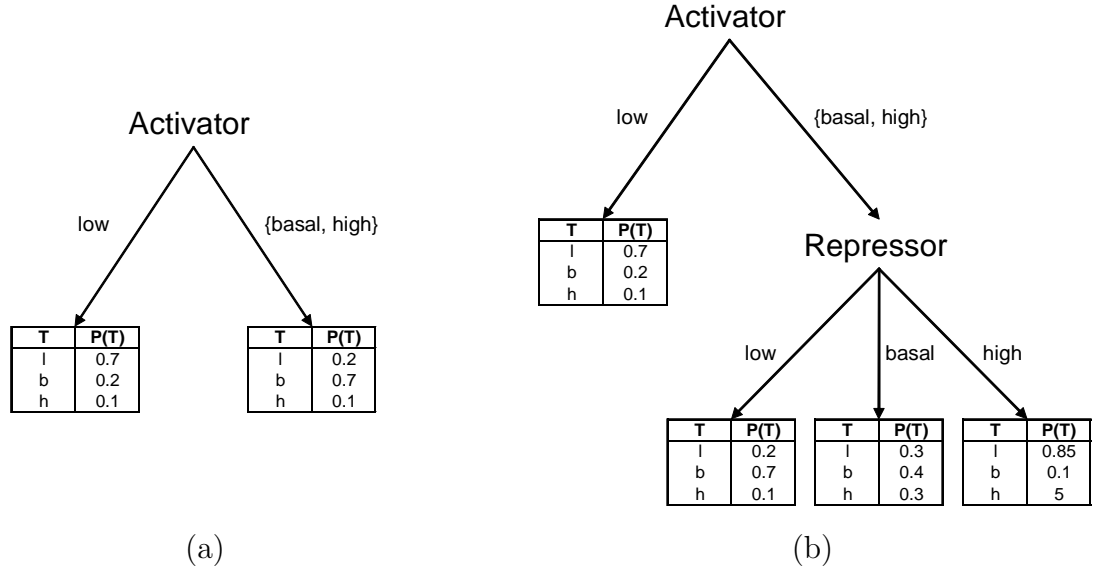 Activator
low
{basal, high}
T P(T)
l 0.7
b 0.2
h 0.1
T P(T)
l 0.2
b 0.7
h 0.1
(a)
Activator
low
{basal, high}
T P(T)
l 0.7
b 0.2
h 0.1
Repressor
low
basal
high
T P(T)
l 0.2
b 0.7
h 0.1
T P(T)
l 0.3
b 0.4
h 0.3
T P(T)
l 0.85
b 0.1
h 5
(b)